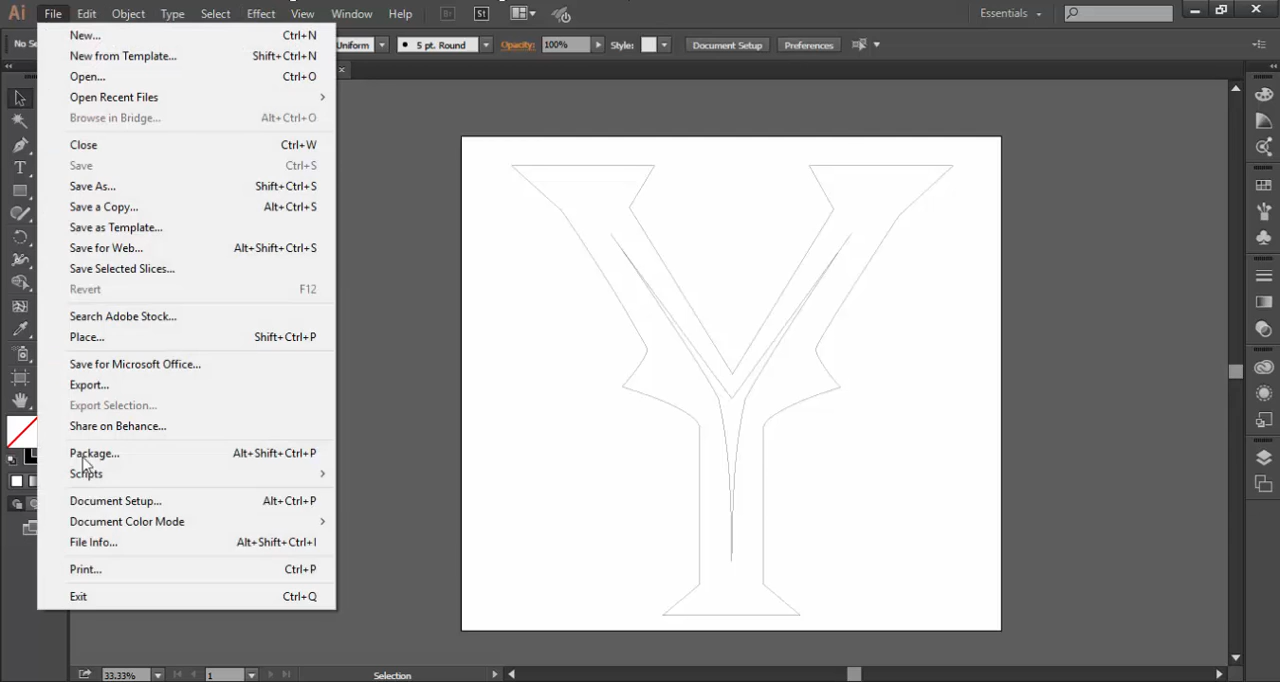 Ai File Edit Object Type Select Effect View Window Help Br St Essentials
No Se Uniform 5 pt. Round Opacity: 100% Style: Document Setup Preferences
New... Ctrl+N
New from Template... Shift+Ctrl+N
Open... Ctrl+O
Open Recent Files
Browse in Bridge... Alt+Ctrl+O
Close Ctrl+W
Save Ctrl+S
Save As... Shift+Ctrl+S
Save a Copy... Alt+Ctrl+S
Save as Template...
Save for Web... Alt+Shift+Ctrl+S
Save Selected Slices...
Revert F12
Search Adobe Stock...
Place... Shift+Ctrl+P
Save for Microsoft Office...
Export...
Export Selection...
Share on Behance...
Package... Alt+Shift+Ctrl+P
Scripts
Document Setup... Alt+Ctrl+P
Document Color Mode
File Info... Alt+Shift+Ctrl+I
Print... Ctrl+P
Exit Ctrl+Q
Y
33.33% 1 Selection